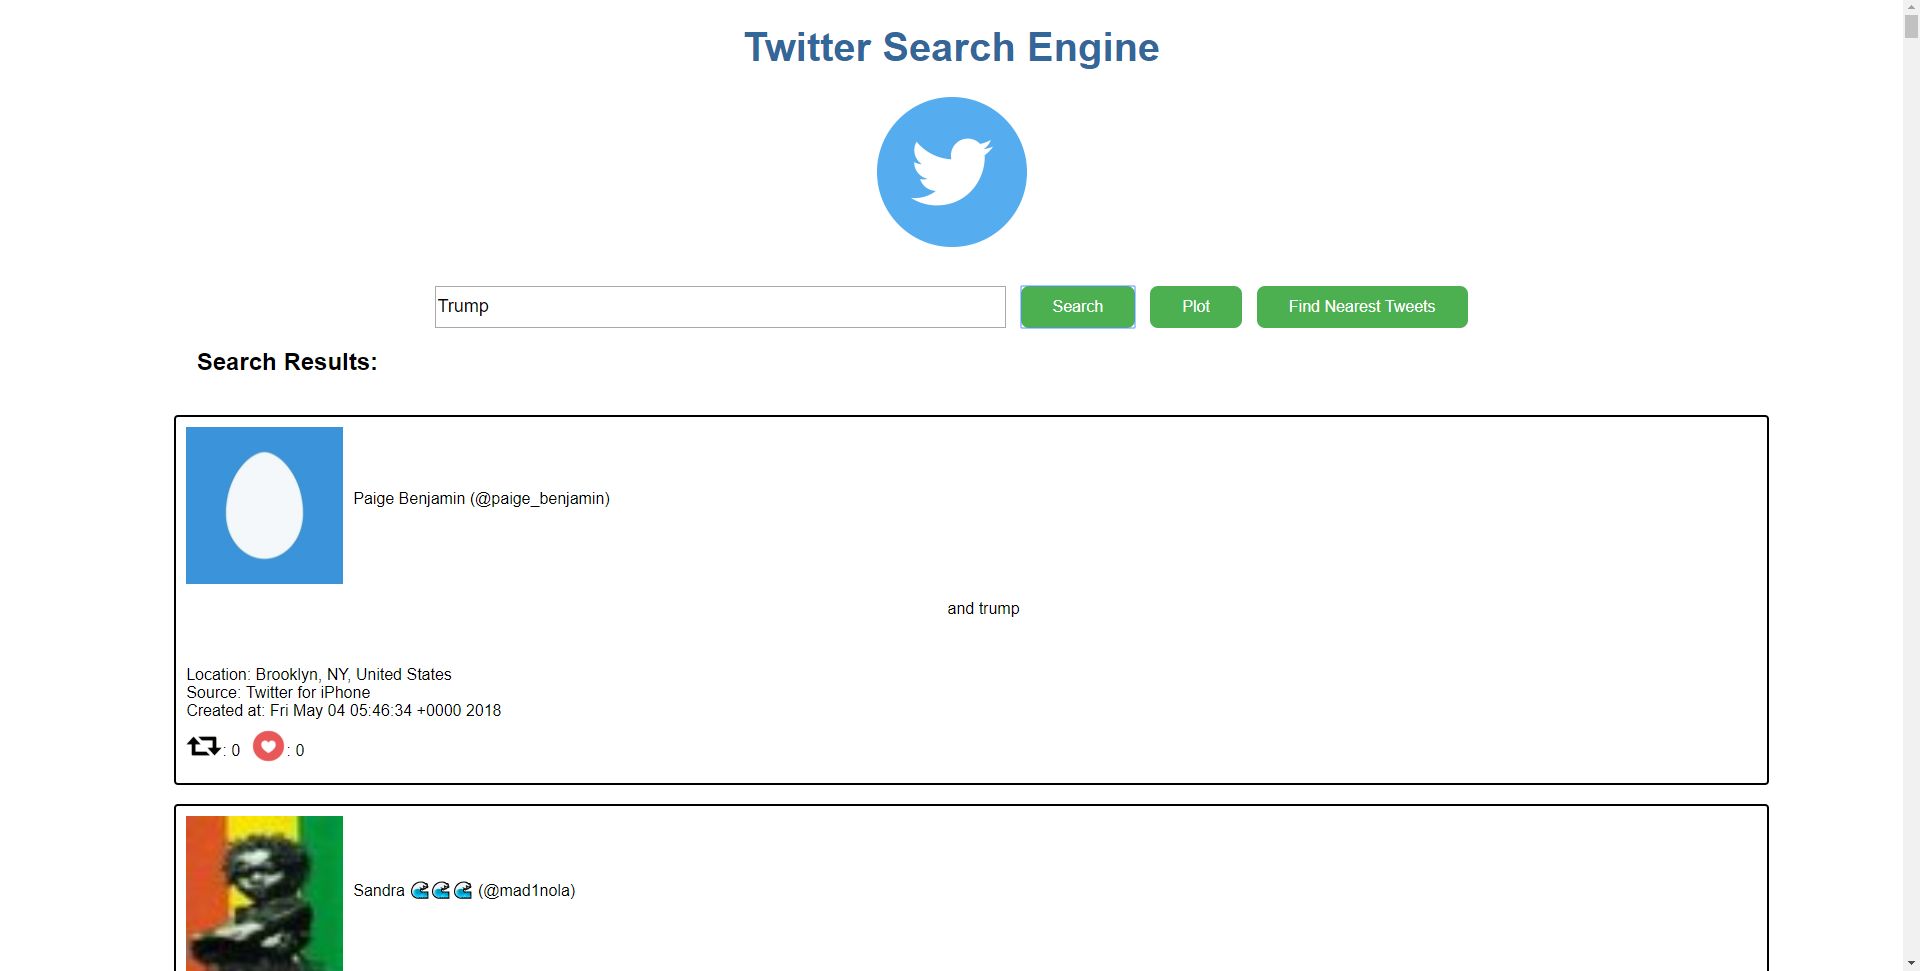 Twitter Search Engine
Trump
Search
Plot
Find Nearest Tweets
Search Results:
Paige Benjamin (@paige_benjamin)
and trump
Location: Brooklyn, NY, United States
Source: Twitter for iPhone
Created at: Fri May 04 05:46:34 +0000 2018
: 0 : 0
Sandra 🌊🌊🌊 (@mad1nola)